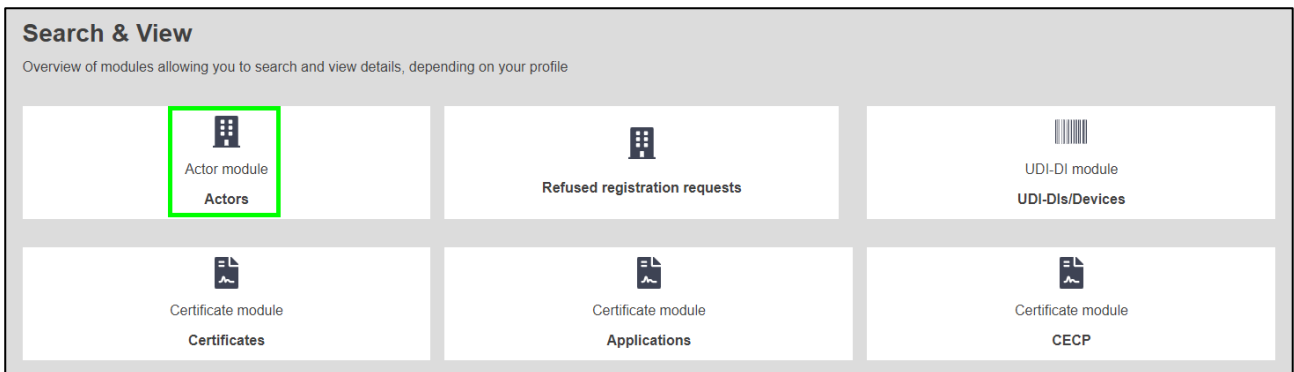 Search & View
Overview of modules allowing you to search and view details, depending on your profile
Actor module
Actors
Refused registration requests
UDI-DI module
UDI-DIs/Devices
Certificate module
Certificates
Certificate module
Applications
Certificate module
CECP